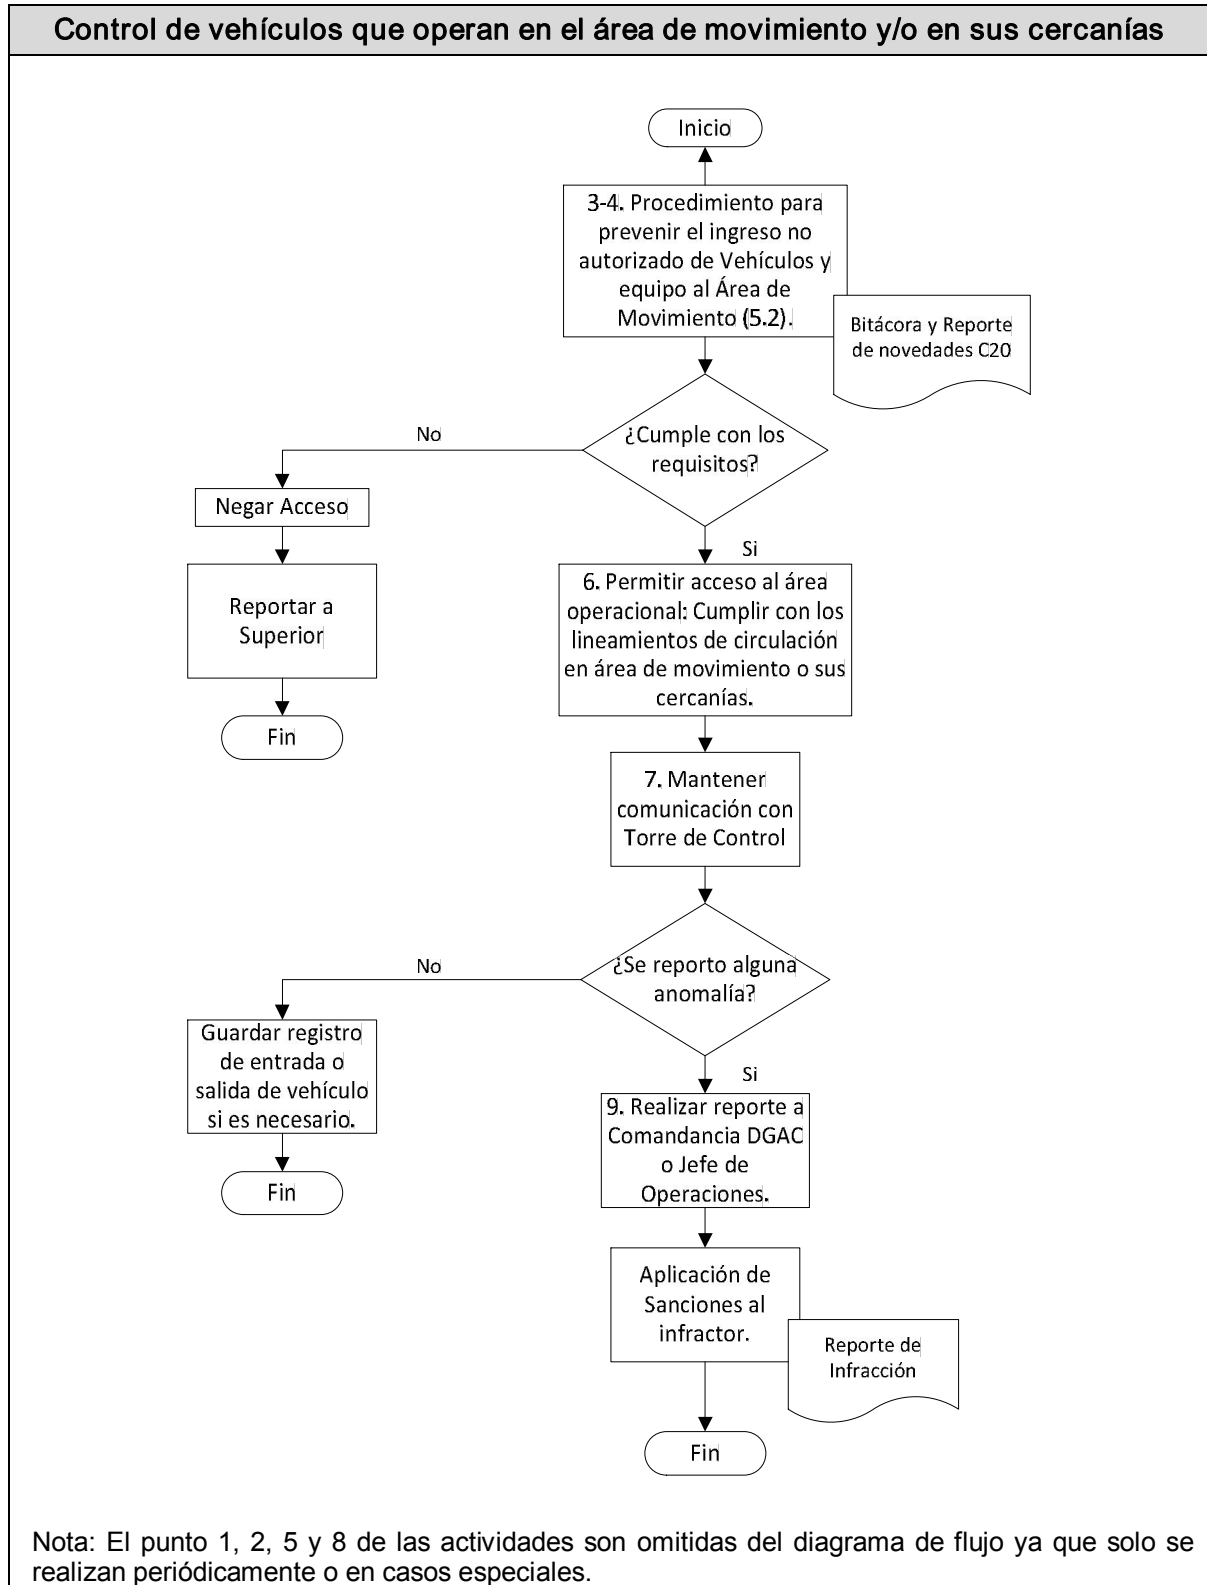 Control de vehículos que operan en el área de movimiento y/o en sus cercanías
Inicio
3-4. Procedimiento para
prevenir el ingreso no
autorizado de Vehículos y
equipo al Área de
Movimiento (5.2).
Bitácora y Reporte
de novedades C20
¿Cumple con los
requisitos?
No
Negar Acceso
Reportar a
Superior
Fin
Si
6. Permitir acceso al área
operacional: Cumplir con los
lineamientos de circulación
en área de movimiento o sus
cercanías.
7. Mantener
comunicación con
Torre de Control
¿Se reporto alguna
anomalía?
No
Guardar registro
de entrada o
salida de vehículo
si es necesario.
Fin
Si
9. Realizar reporte a
Comandancia DGAC
o Jefe de
Operaciones.
Aplicación de
Sanciones al
infractor.
Reporte de
Infracción
Fin
Nota: El punto 1, 2, 5 y 8 de las actividades son omitidas del diagrama de flujo ya que solo se
realizan periódicamente o en casos especiales.